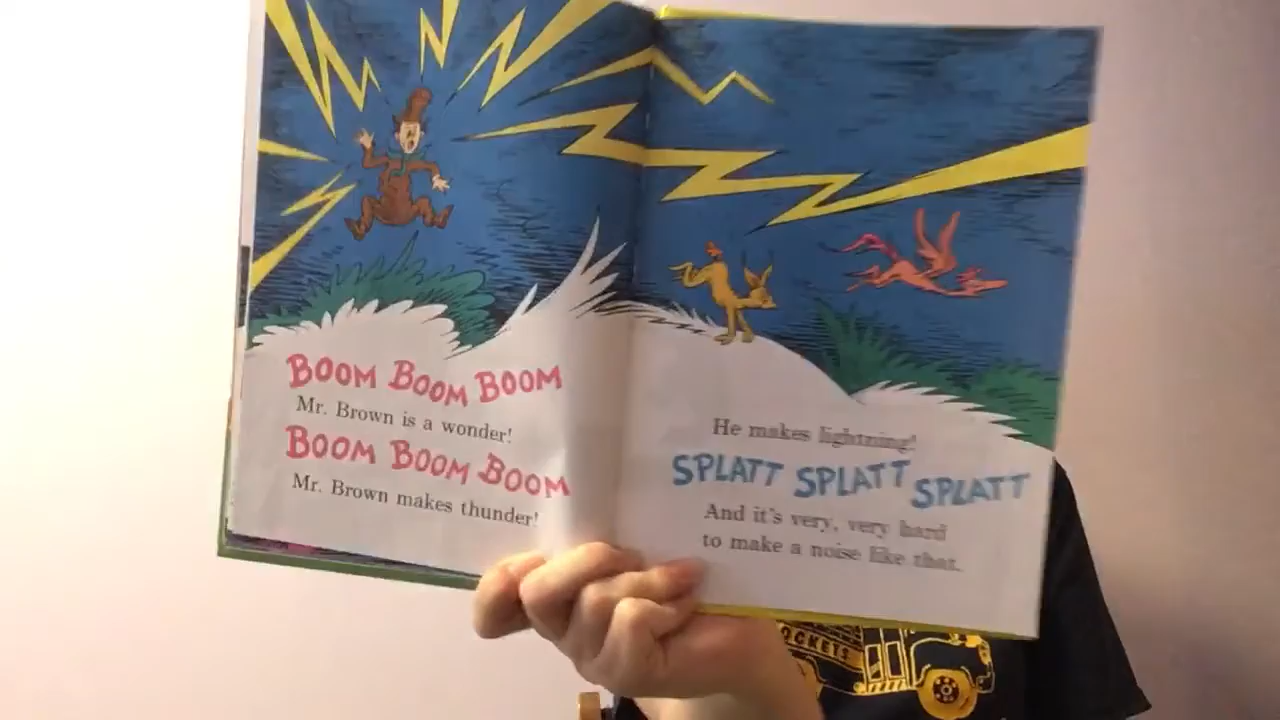 BOOM BOOM BOOM
Mr. Brown is a wonder!
BOOM BOOM BOOM
Mr. Brown makes thunder!
He makes lightning!
SPLATT SPLATT SPLATT
And it's very, very hard
to make a noise like that.
OCKETS